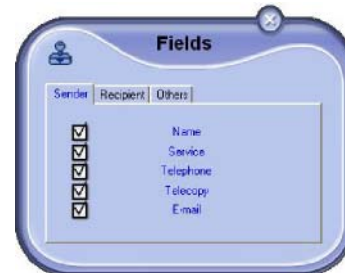 Fields
Sender Recipient Others
Name
Service
Telephone
Telecopy
E-mail